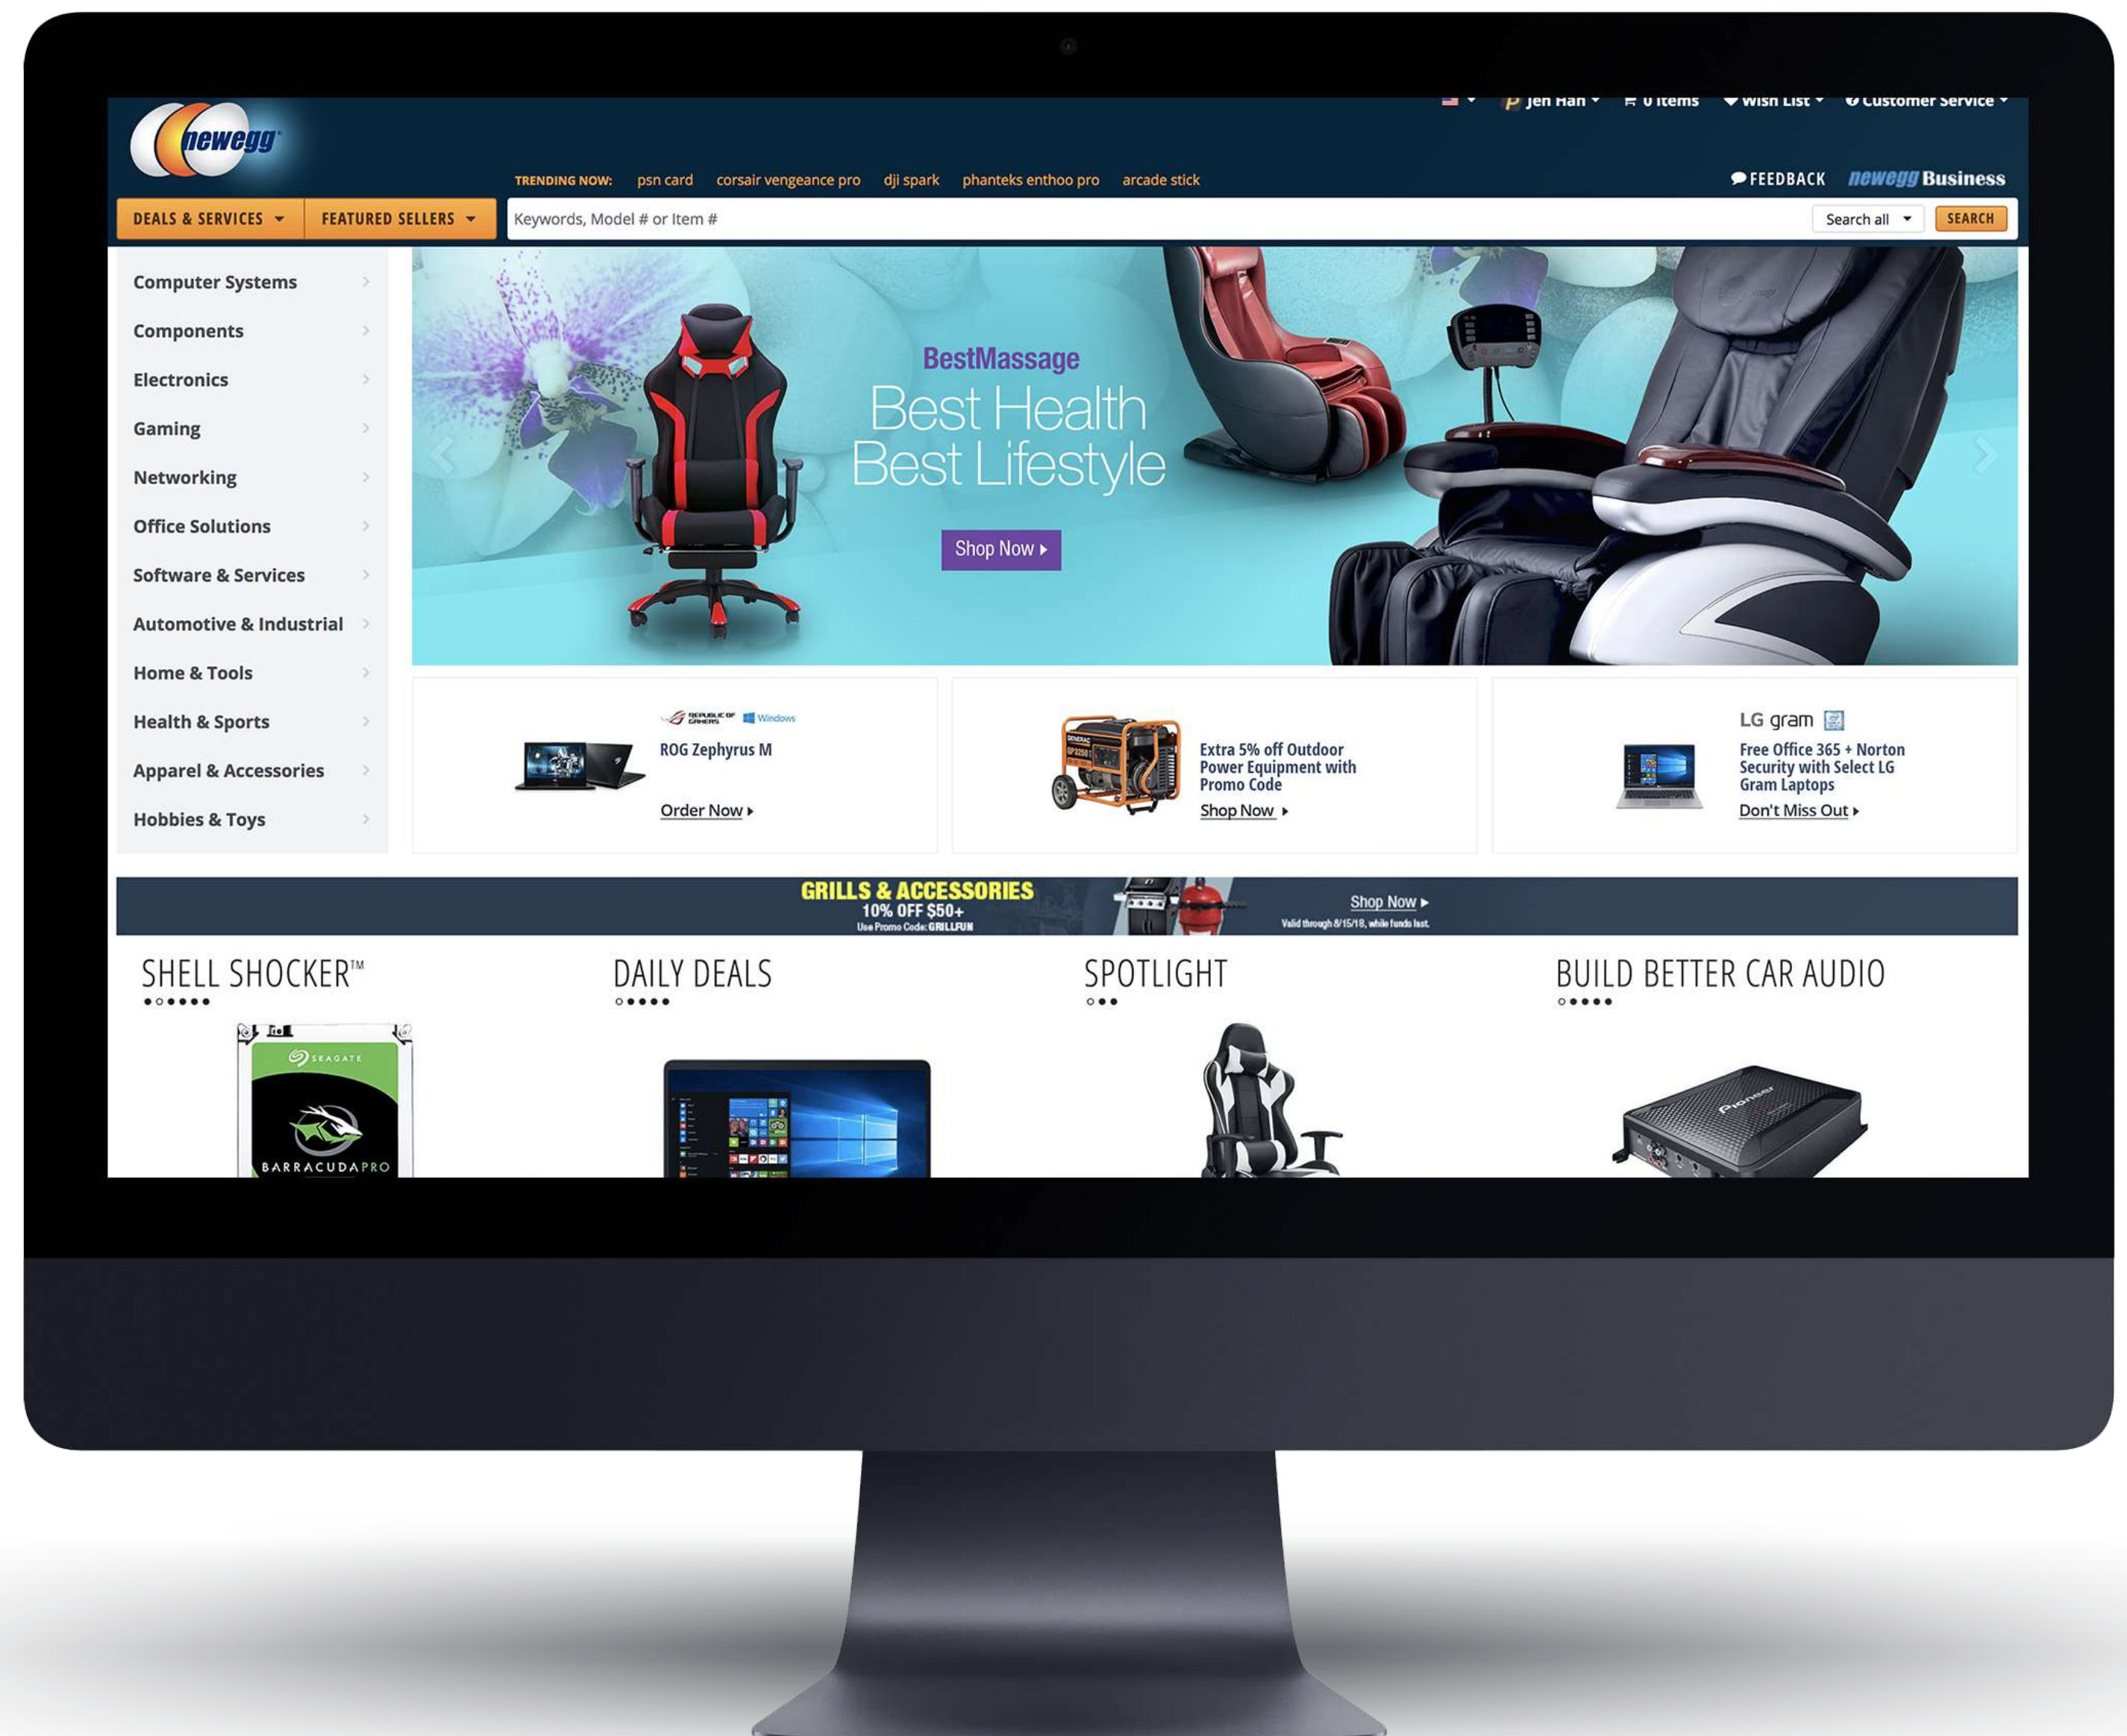 Jen Han
0 Items
Wish List
Customer Service
newegg
TRENDING NOW: psn card corsair vengeance pro dji spark phanteks enthoo pro arcade stick
FEEDBACK
newegg Business
DEALS & SERVICES
FEATURED SELLERS
Keywords, Model # or Item #
Search all
SEARCH
Computer Systems
Components
Electronics
Gaming
Networking
Office Solutions
Software & Services
Automotive & Industrial
Home & Tools
Health & Sports
Apparel & Accessories
Hobbies & Toys
BestMassage
Best Health
Best Lifestyle
Shop Now
REPUBLIC OF
GAMERS
Windows
ROG Zephyrus M
Order Now
GENERAC
GP3250
Extra 5% off Outdoor
Power Equipment with
Promo Code
Shop Now
LG gram
Free Office 365 + Norton
Security with Select LG
Gram Laptops
Don't Miss Out
GRILLS & ACCESSORIES
10% OFF $50+
Use Promo Code: GRILLFUN
Shop Now
Valid through 8/15/18, while funds last.
SHELL SHOCKER™
DAILY DEALS
SPOTLIGHT
BUILD BETTER CAR AUDIO
SEAGATE
BARRACUDAPRO
Pioneer